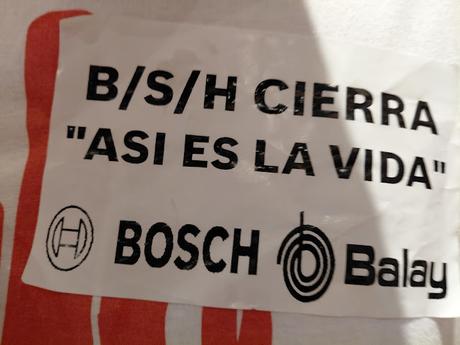 B/S/H CIERRA
"ASI ES LA VIDA"
BOSCH Balay